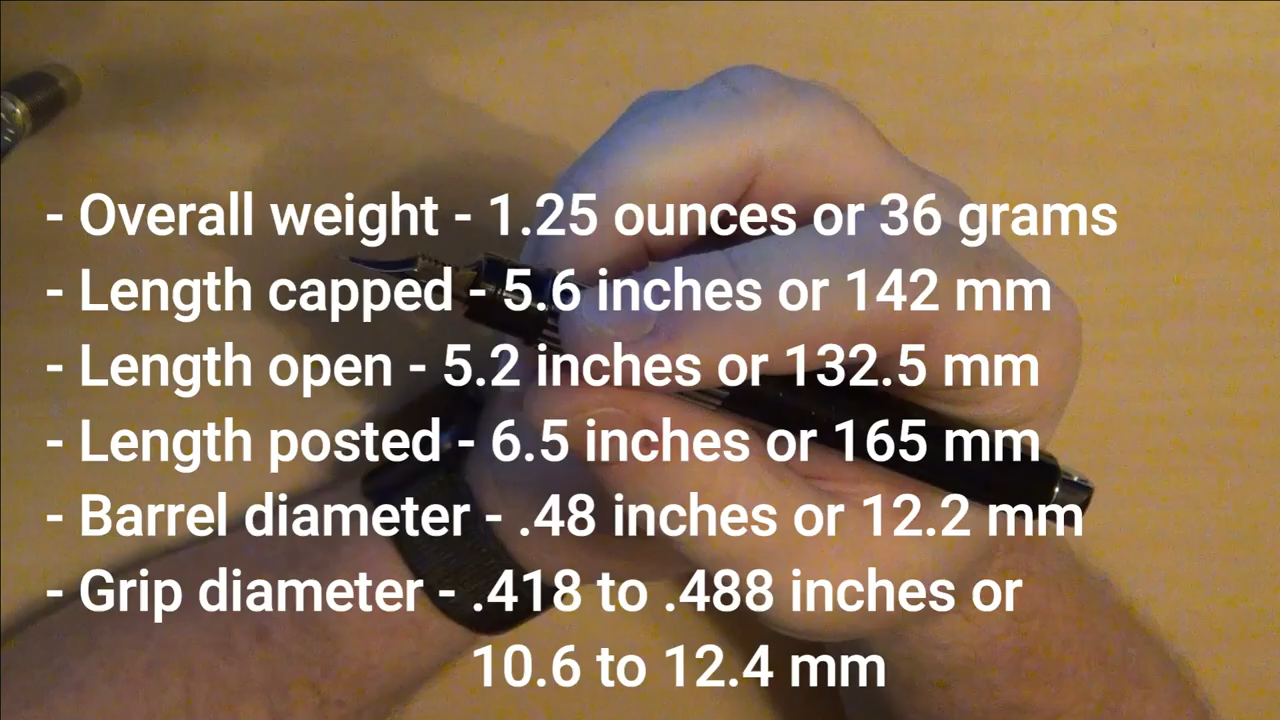 - Overall weight - 1.25 ounces or 36 grams
- Length capped - 5.6 inches or 142 mm
- Length open - 5.2 inches or 132.5 mm
- Length posted - 6.5 inches or 165 mm
- Barrel diameter - .48 inches or 12.2 mm
- Grip diameter - .418 to .488 inches or
10.6 to 12.4 mm